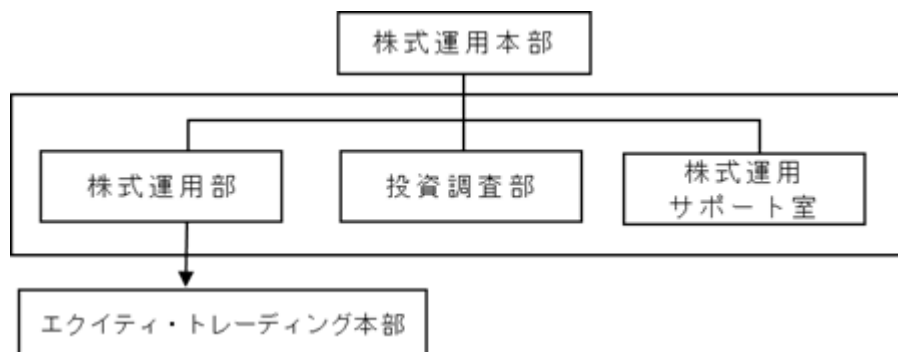 株式運用本部
株式運用部
投資調査部
株式運用
サポート室
エクイティ・トレーディング本部